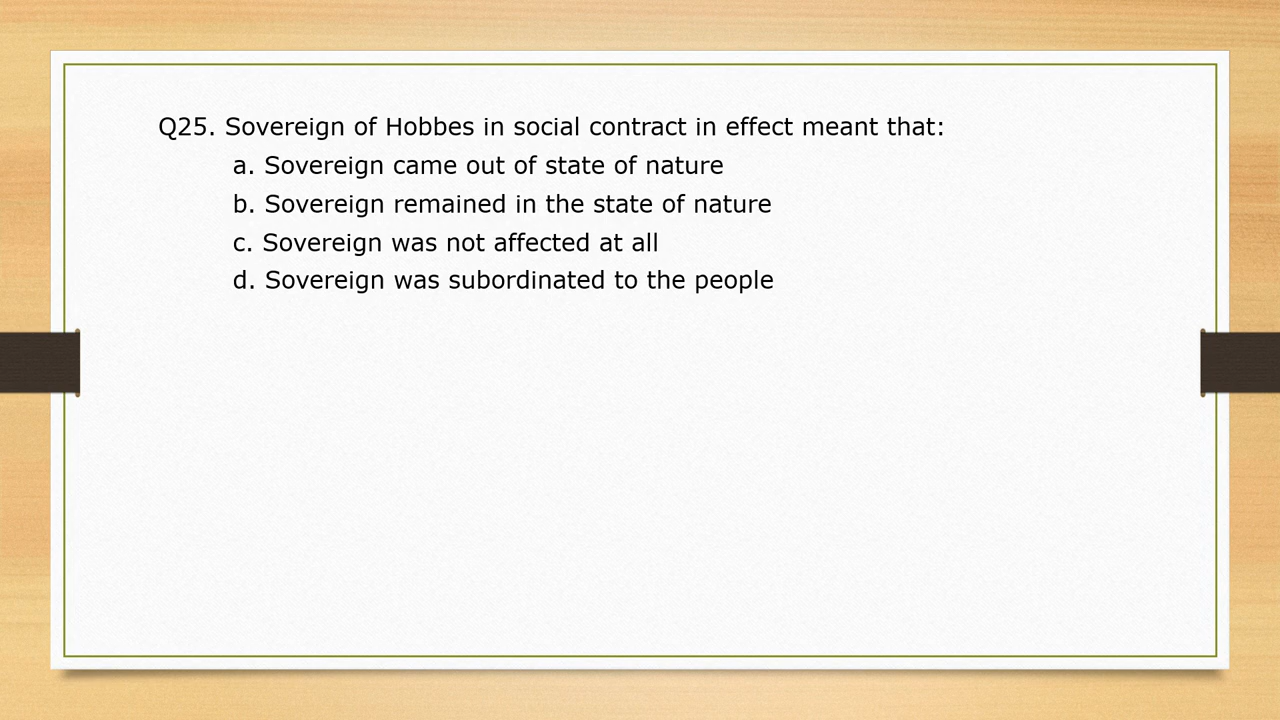 Q25. Sovereign of Hobbes in social contract in effect meant that:
a. Sovereign came out of state of nature
b. Sovereign remained in the state of nature
c. Sovereign was not affected at all
d. Sovereign was subordinated to the people